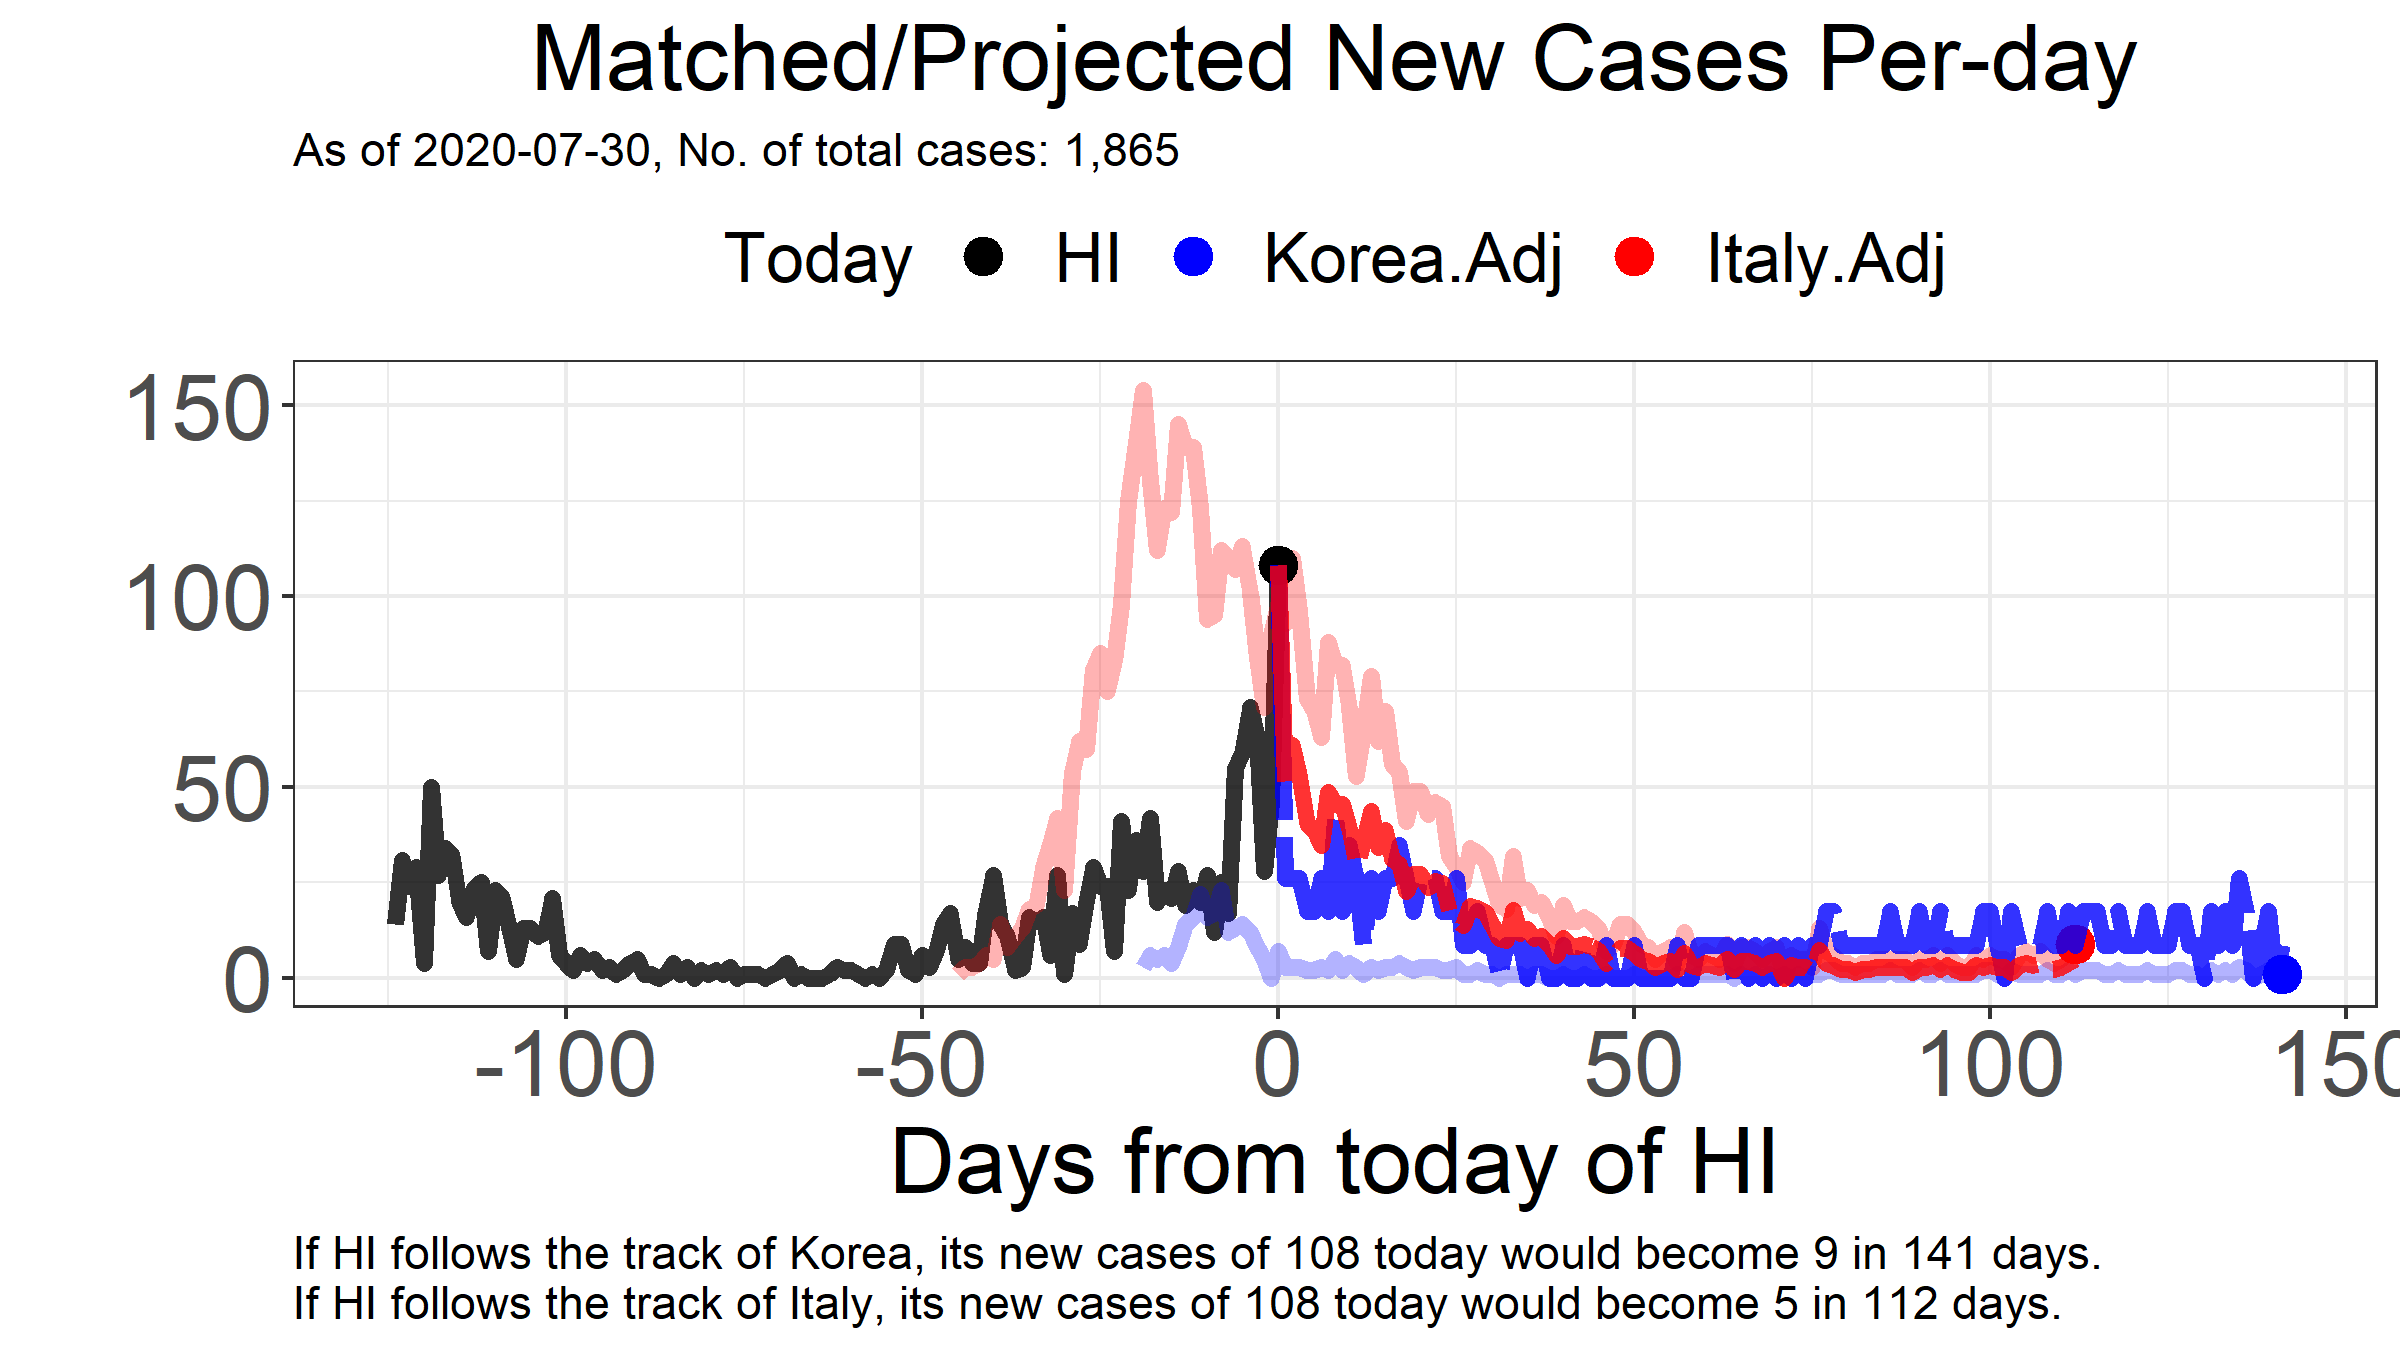 Matched/Projected New Cases Per-day
As of 2020-07-30, No. of total cases: 1,865
Today HI Korea.Adj Italy.Adj
150
100
50
0
-100 -50 0 50 100 150
Days from today of HI
If HI follows the track of Korea, its new cases of 108 today would become 9 in 141 days.
If HI follows the track of Italy, its new cases of 108 today would become 5 in 112 days.